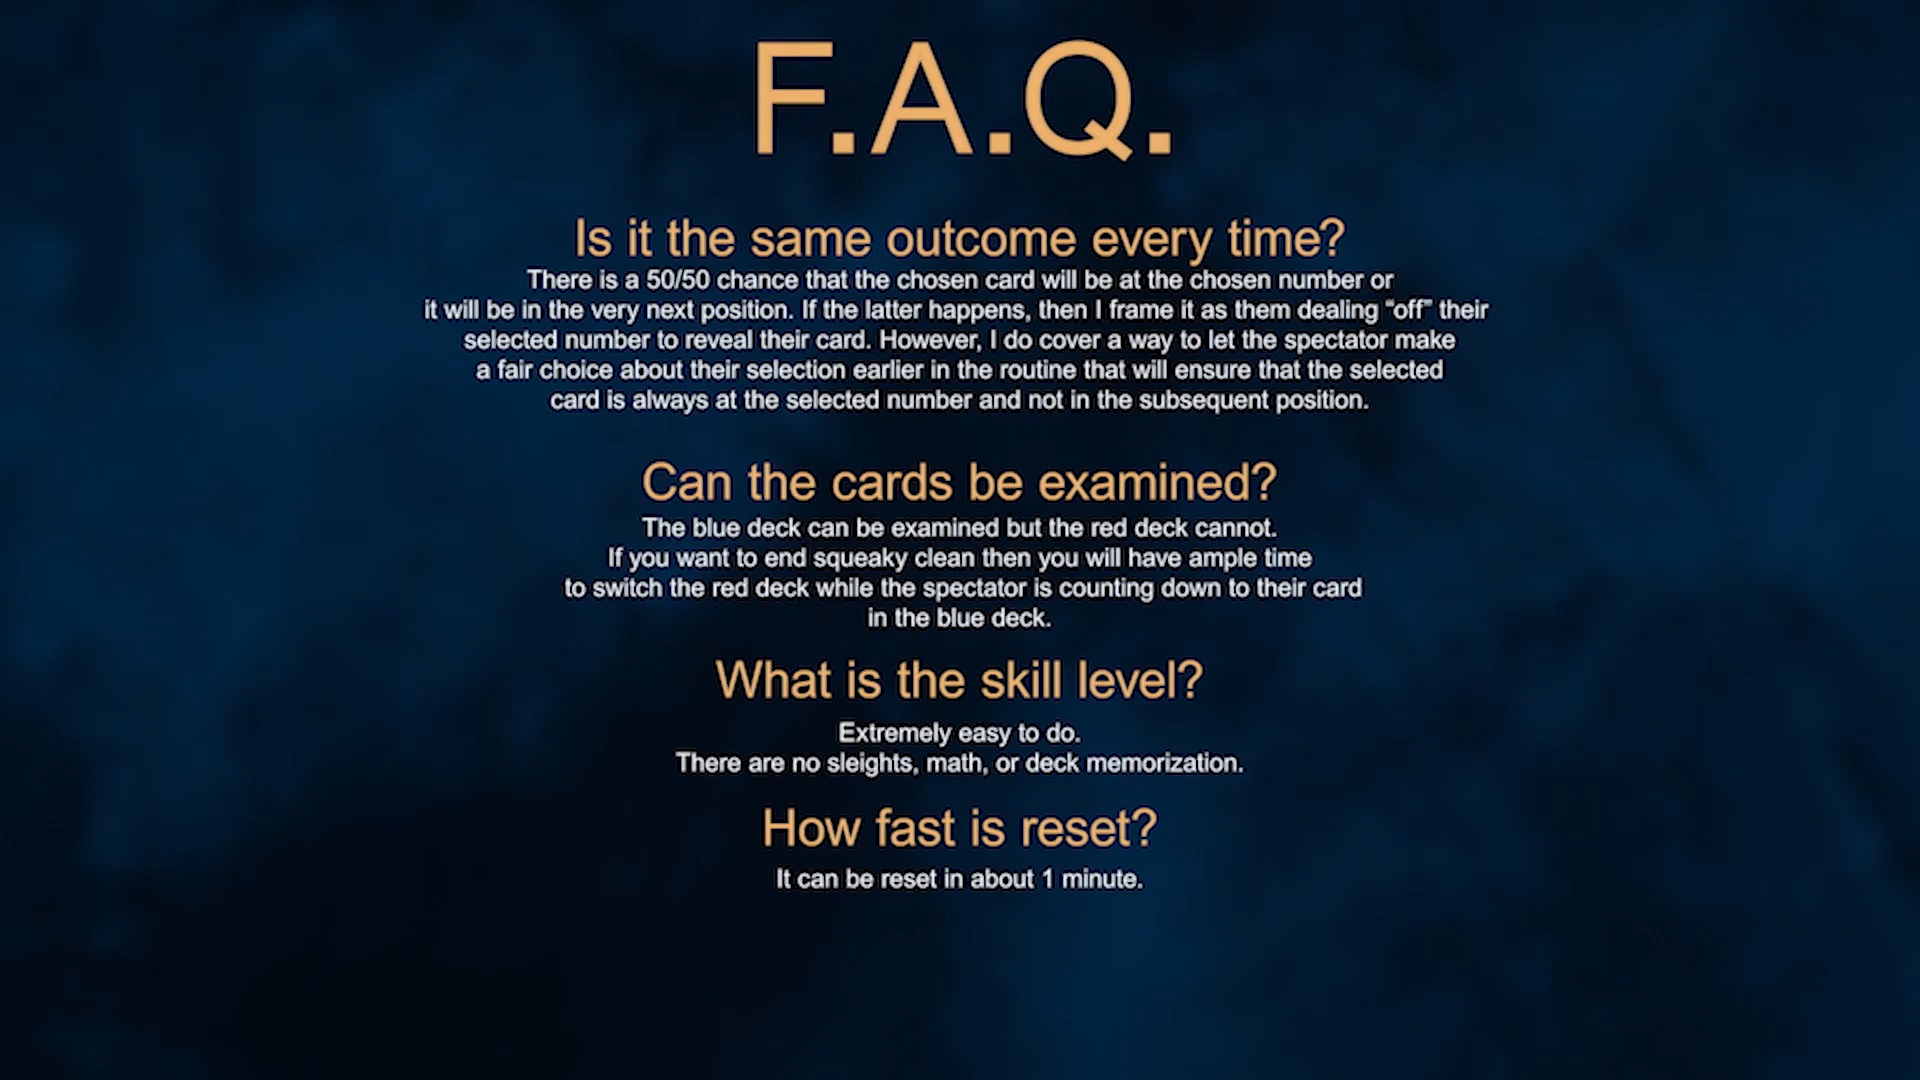 F.A.Q.
Is it the same outcome every time?
There is a 50/50 chance that the chosen card will be at the chosen number or
it will be in the very next position. If the latter happens, then I frame it as them dealing “off” their
selected number to reveal their card. However, I do cover a way to let the spectator make
a fair choice about their selection earlier in the routine that will ensure that the selected
card is always at the selected number and not in the subsequent position.
Can the cards be examined?
The blue deck can be examined but the red deck cannot.
If you want to end squeaky clean then you will have ample time
to switch the red deck while the spectator is counting down to their card
in the blue deck.
What is the skill level?
Extremely easy to do.
There are no sleights, math, or deck memorization.
How fast is reset?
It can be reset in about 1 minute.